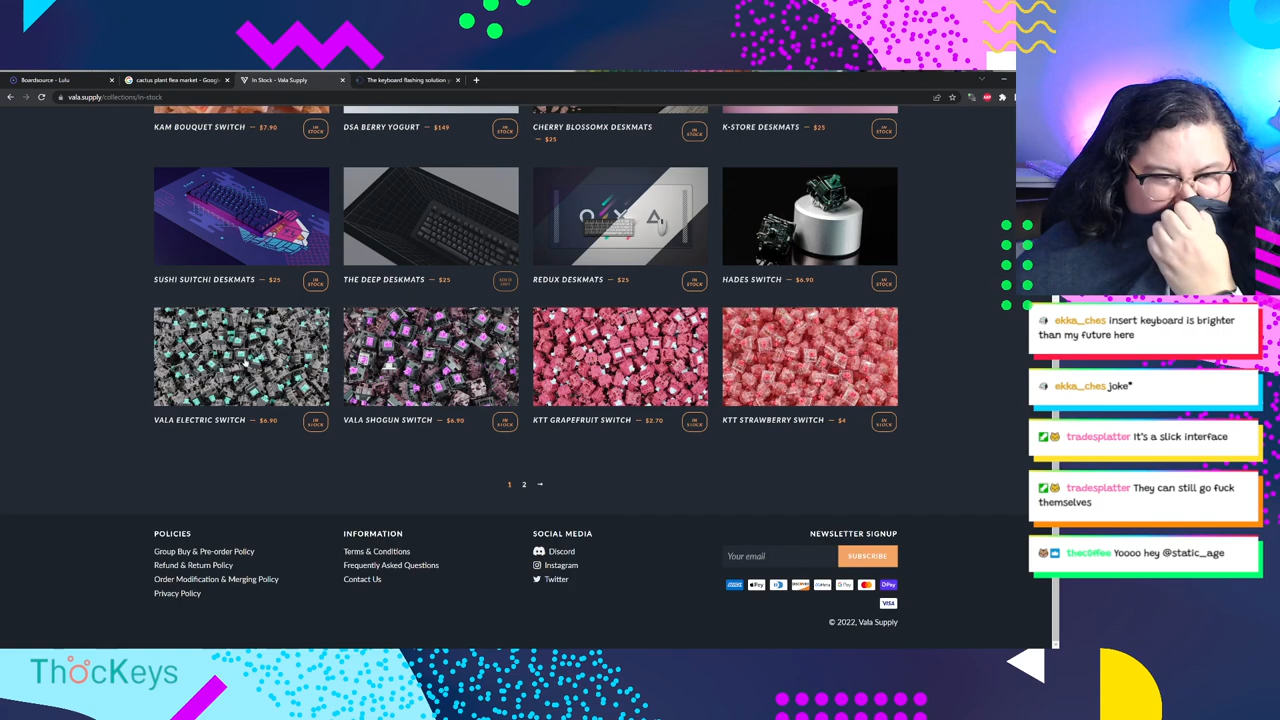 Boardsource - Lulu
cactus plant flea market - Google
In Stock - Vala Supply
The keyboard flashing solution y
vala.supply/collections/in-stock
KAM BOUQUET SWITCH — $7.90
IN STOCK
DSA BERRY YOGURT — $149
IN STOCK
CHERRY BLOSSOMX DESKMATS
— $25
IN STOCK
K-STORE DESKMATS — $25
IN STOCK
SUSHI SUITCHI DESKMATS — $25
IN STOCK
THE DEEP DESKMATS — $25
REDUX DESKMATS — $25
IN STOCK
HADES SWITCH — $6.90
IN STOCK
VALA ELECTRIC SWITCH — $6.90
IN STOCK
VALA SHOGUN SWITCH — $6.90
IN STOCK
KTT GRAPEFRUIT SWITCH — $2.70
IN STOCK
KTT STRAWBERRY SWITCH — $4
IN STOCK
1 2 →
POLICIES
Group Buy & Pre-order Policy
Refund & Return Policy
Order Modification & Merging Policy
Privacy Policy
INFORMATION
Terms & Conditions
Frequently Asked Questions
Contact Us
SOCIAL MEDIA
Discord
Instagram
Twitter
NEWSLETTER SIGNUP
Your email
SUBSCRIBE
VISA
© 2022, Vala Supply
ekka_ches insert keyboard is brighter
than my future here
ekka_ches joke*
tradesplatter It's a slick interface
tradesplatter They can still go fuck
themselves
thec0ffee Yoooo hey @static_age
ThocKeys